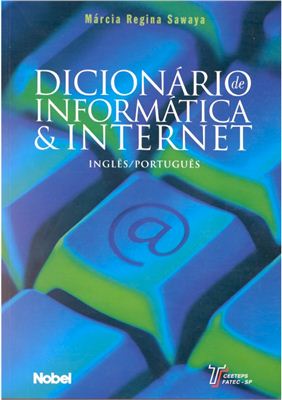 Márcia Regina Sawaya
DICIONÁRIO de
INFORMÁTICA
& INTERNET
INGLÊS/PORTUGUÊS
@
Nobel
CEETEPS
FATEC - SP